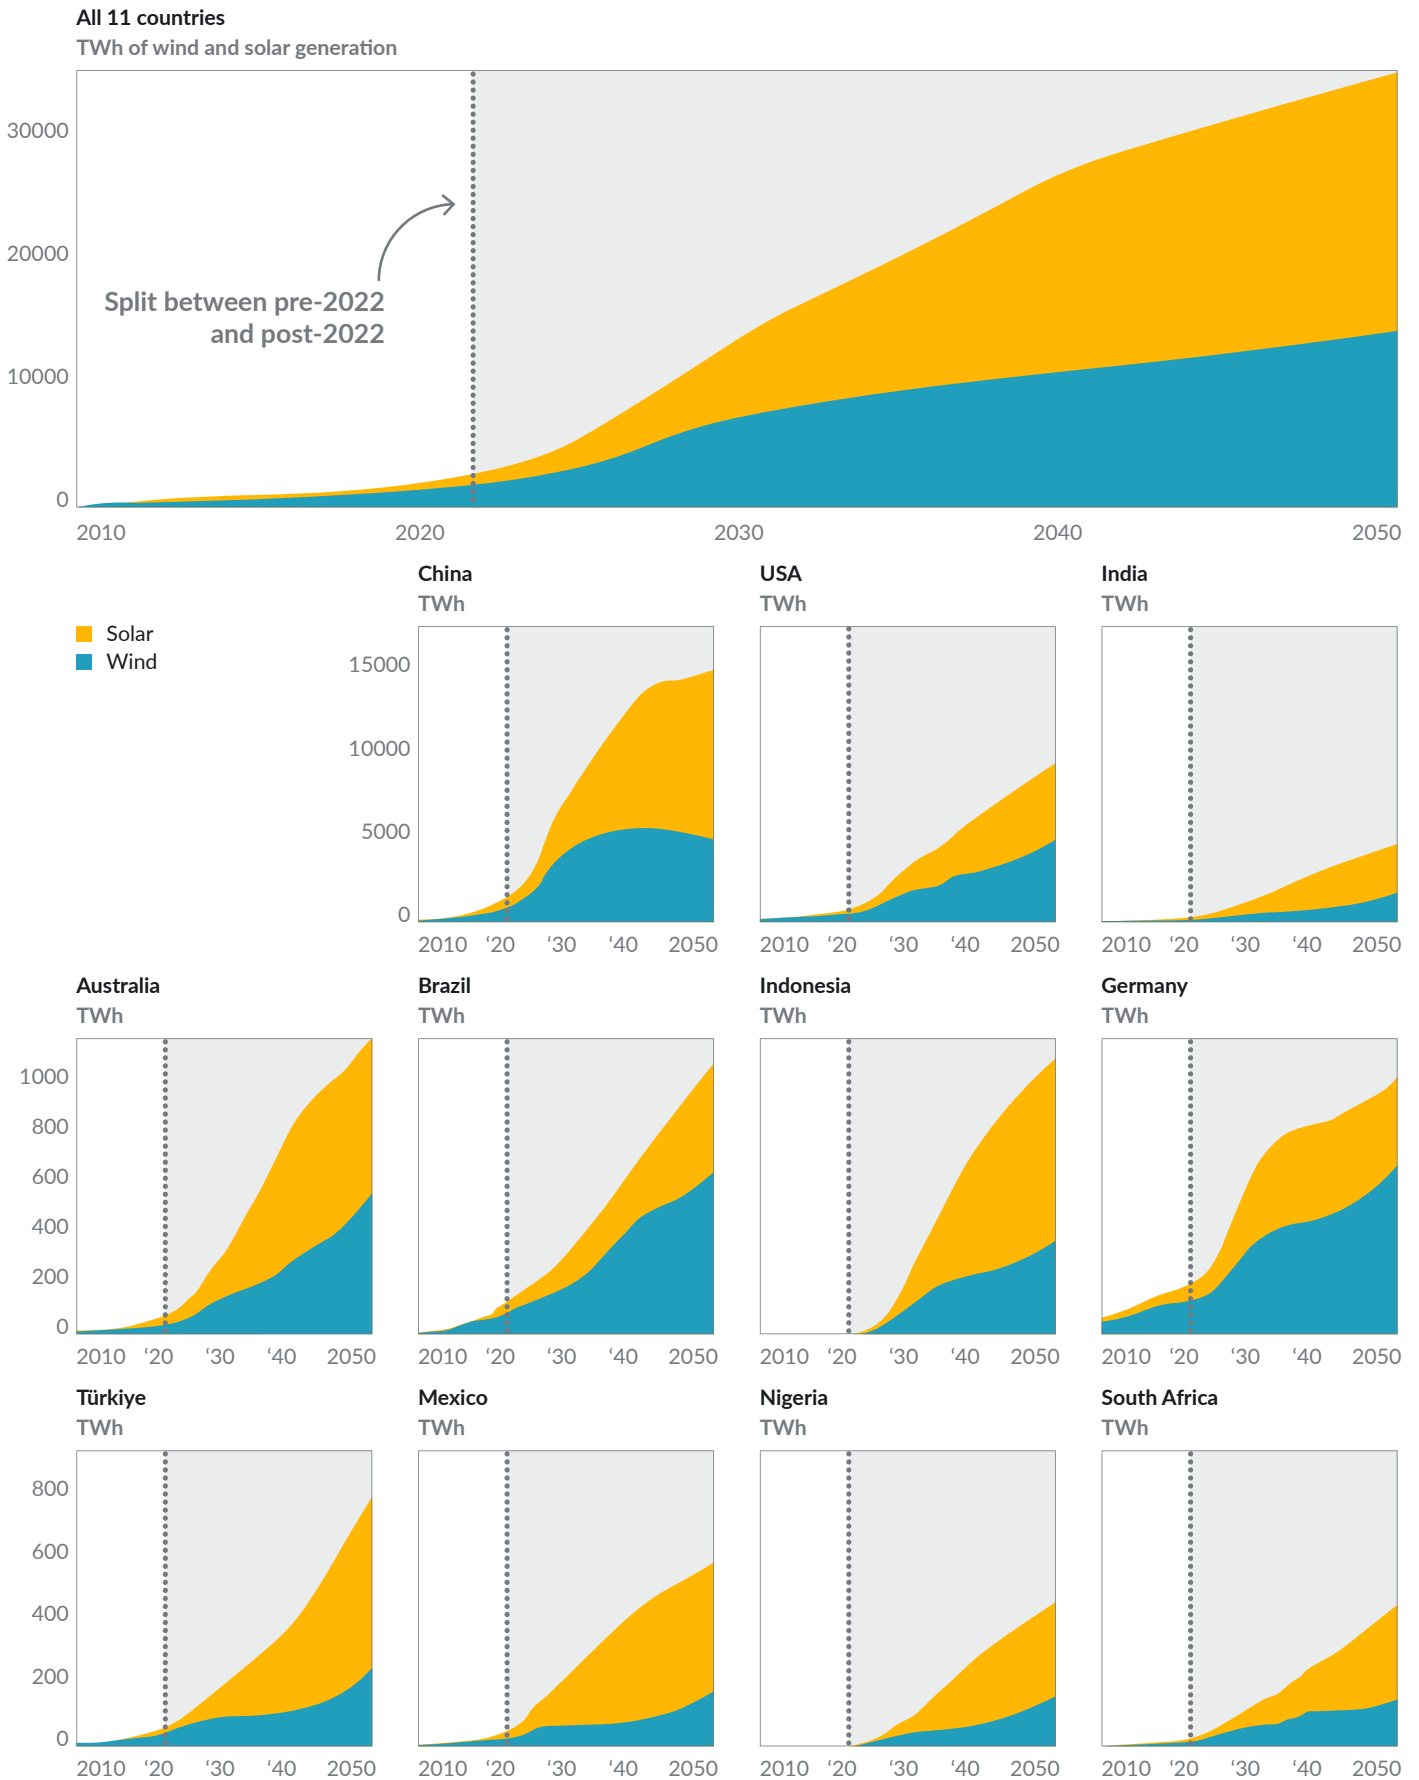 All 11 countries
TWh of wind and solar generation
30000
20000
10000
0
Split between pre-2022
and post-2022
2010 2020 2030 2040 2050
Solar
Wind
China
TWh
15000
10000
5000
0
2010 ‘20 ‘30 ‘40 2050
USA
TWh
2010 ‘20 ‘30 ‘40 2050
India
TWh
2010 ‘20 ‘30 ‘40 2050
Australia
TWh
1000
800
600
400
200
0
2010 ‘20 ‘30 ‘40 2050
Brazil
TWh
2010 ‘20 ‘30 ‘40 2050
Indonesia
TWh
2010 ‘20 ‘30 ‘40 2050
Germany
TWh
2010 ‘20 ‘30 ‘40 2050
Türkiye
TWh
800
600
400
200
0
2010 ‘20 ‘30 ‘40 2050
Mexico
TWh
2010 ‘20 ‘30 ‘40 2050
Nigeria
TWh
2010 ‘20 ‘30 ‘40 2050
South Africa
TWh
2010 ‘20 ‘30 ‘40 2050